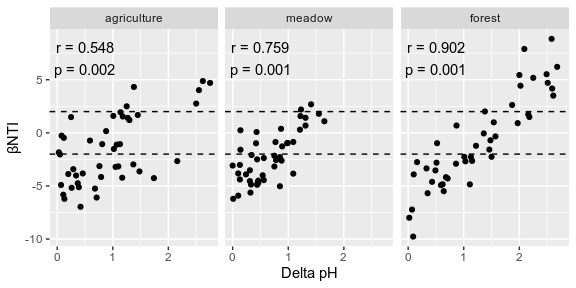 agriculture meadow forest
r = 0.548 r = 0.759 r = 0.902
p = 0.002 p = 0.001 p = 0.001
5
0
-5
-10
βNTI
0 1 2 0 1 2 0 1 2
Delta pH